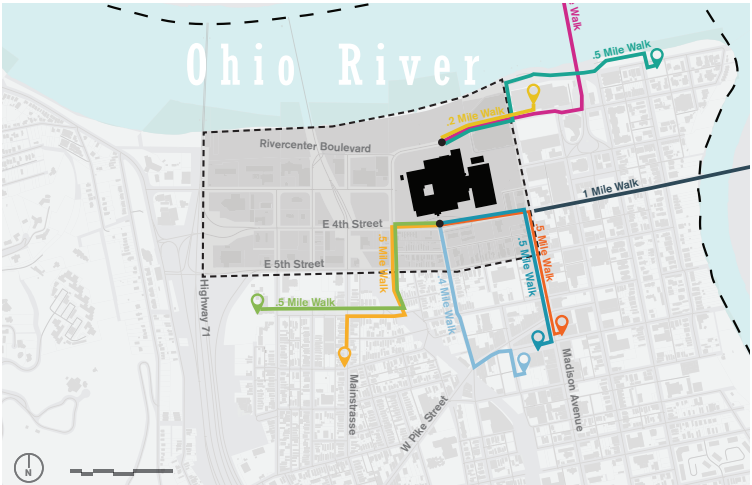 Walk
.5 Mile Walk
Ohio River
.2 Mile Walk
Rivercenter Boulevard
1 Mile Walk
E 4th Street
.5 Mile Walk
.5 Mile Walk
.5 Mile Walk
E 5th Street
.4 Mile Walk
.5 Mile Walk
Highway 71
Madison Avenue
Mainstrasse
W Pike Street
N